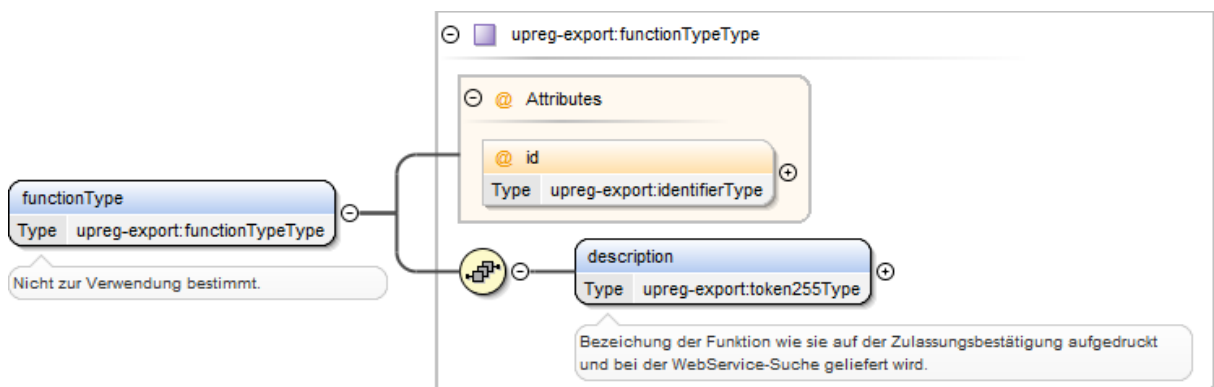 upreg-export:functionTypeType
@ Attributes
@ id
Type upreg-export:identifierType
functionType
Type upreg-export:functionTypeType
Nicht zur Verwendung bestimmt.
description
Type upreg-export:token255Type
Bezeichung der Funktion wie sie auf der Zulassungsbestätigung aufgedruckt
und bei der WebService-Suche geliefert wird.